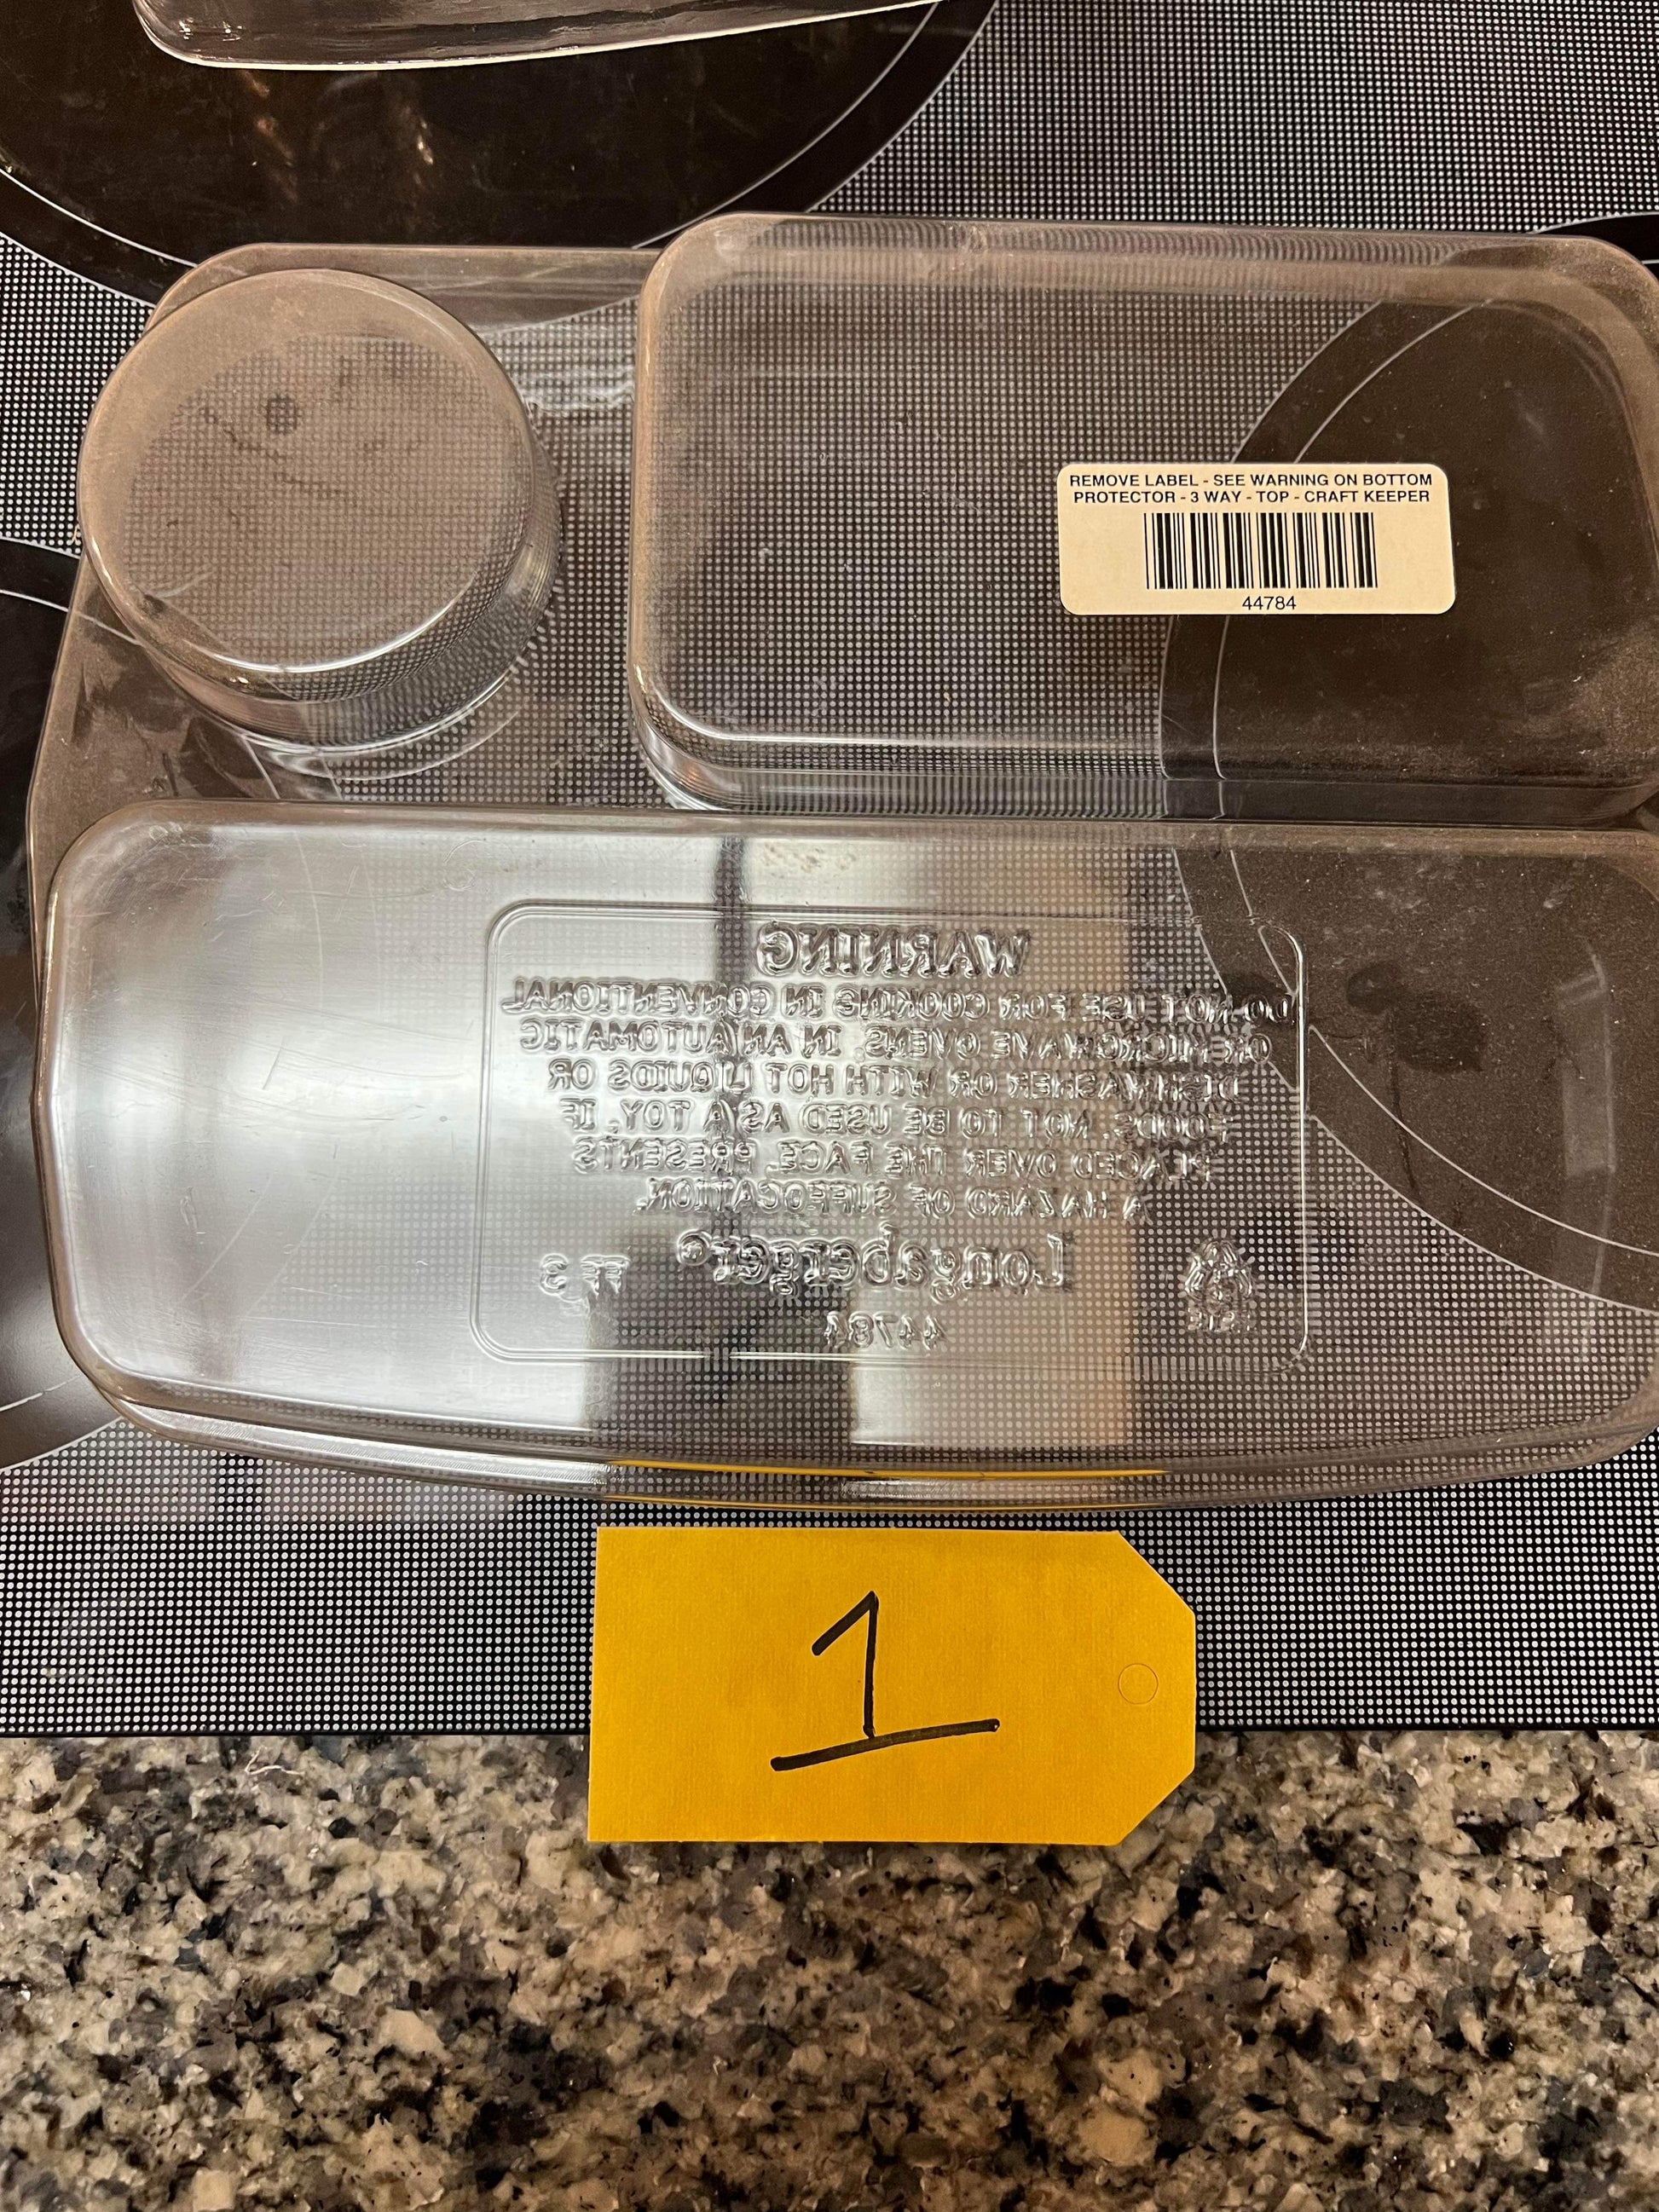 REMOVE LABEL - SEE WARNING ON BOTTOM
PROTECTOR - 3 WAY - TOP - CRAFT KEEPER
44784
WARNING
DO NOT USE FOR COOKING IN CONVENTIONAL
OR MICROWAVE OVENS, IN AN AUTOMATIC
DISHWASHER OR WITH HOT LIQUIDS OR
FOODS. NOT TO BE USED AS A TOY. IF
PLACED OVER THE FACE, PRESENTS
A HAZARD OF SUFFOCATION.
Longaberger®
44784
1